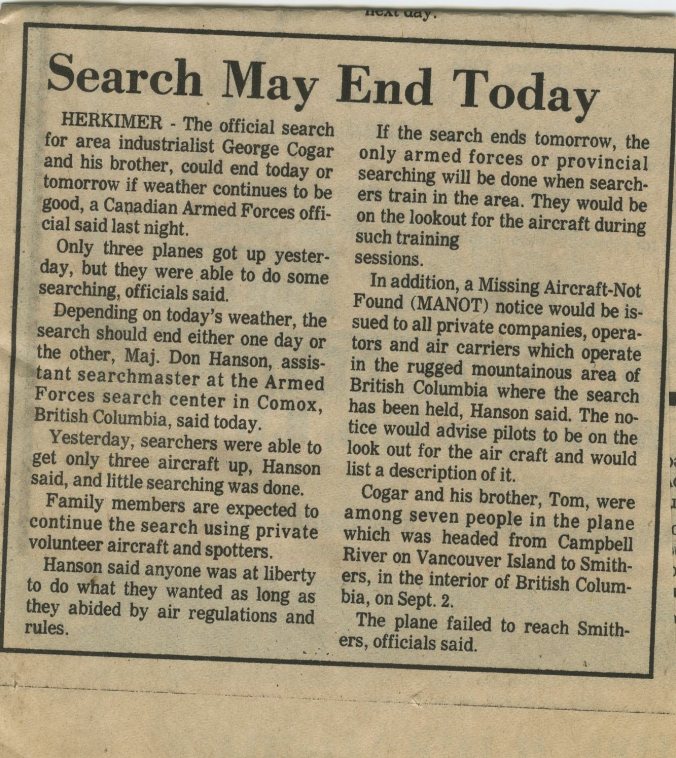 next day.
Search May End Today
HERKIMER - The official search
for area industrialist George Cogar
and his brother, could end today or
tomorrow if weather continues to be
good, a Canadian Armed Forces offi-
cial said last night.
Only three planes got up yester-
day, but they were able to do some
searching, officials said.
Depending on today's weather, the
search should end either one day or
the other, Maj. Don Hanson, assis-
tant searchmaster at the Armed
Forces search center in Comox,
British Columbia, said today.
Yesterday, searchers were able to
get only three aircraft up, Hanson
said, and little searching was done.
Family members are expected to
continue the search using private
volunteer aircraft and spotters.
Hanson said anyone was at liberty
to do what they wanted as long as
they abided by air regulations and
rules.
If the search ends tomorrow, the
only armed forces or provincial
searching will be done when search-
ers train in the area. They would be
on the lookout for the aircraft during
such training
sessions.
In addition, a Missing Aircraft-Not
Found (MANOT) notice would be is-
sued to all private companies, opera-
tors and air carriers which operate
in the rugged mountainous area of
British Columbia where the search
has been held, Hanson said. The no-
tice would advise pilots to be on the
look out for the air craft and would
list a description of it.
Cogar and his brother, Tom, were
among seven people in the plane
which was headed from Campbell
River on Vancouver Island to Smith-
ers, in the interior of British Colum-
bia, on Sept. 2.
The plane failed to reach Smith-
ers, officials said.